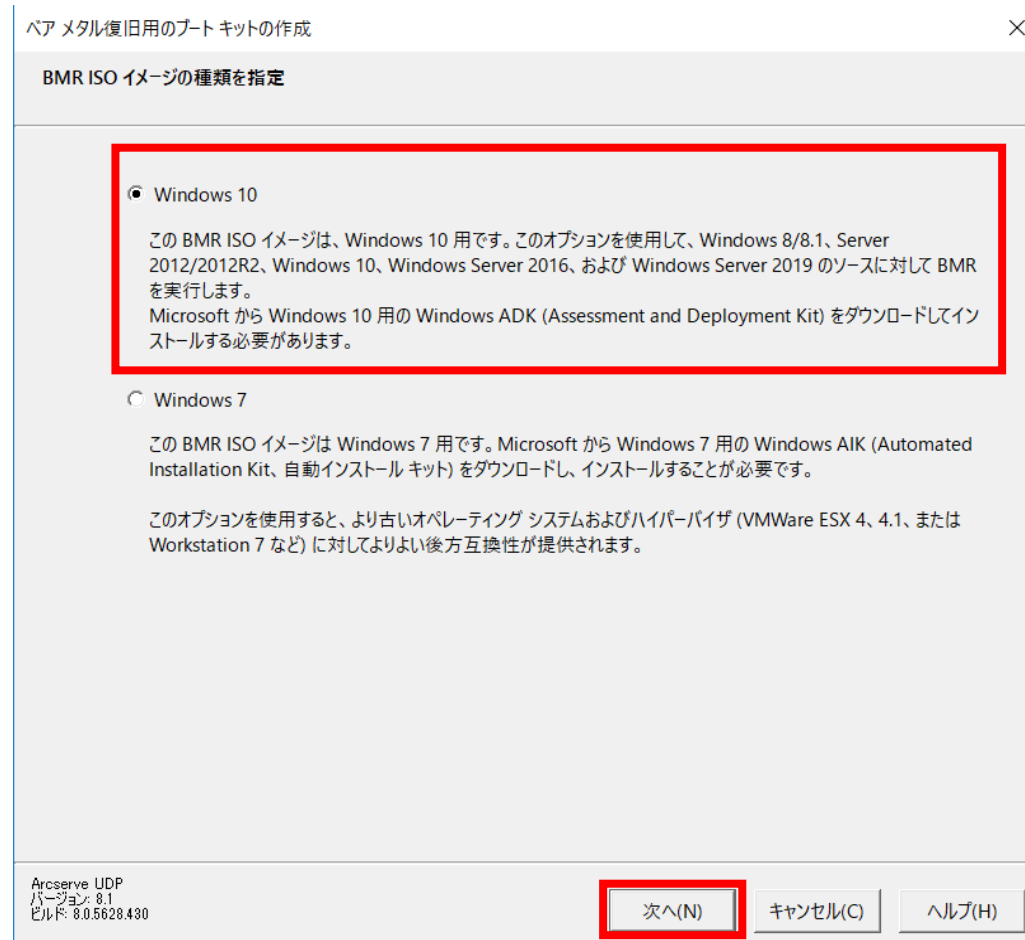 ベア メタル復旧用のブート キットの作成
BMR ISO イメージの種類を指定
Windows 10
この BMR ISO イメージは、Windows 10 用です。このオプションを使用して、Windows 8/8.1、Server
2012/2012R2、Windows 10、Windows Server 2016、および Windows Server 2019 のソースに対して BMR
を実行します。
Microsoft から Windows 10 用の Windows ADK (Assessment and Deployment Kit) をダウンロードしてイン
ストールする必要があります。
Windows 7
この BMR ISO イメージは Windows 7 用です。Microsoft から Windows 7 用の Windows AIK (Automated
Installation Kit、自動インストール キット) をダウンロードし、インストールすることが必要です。
このオプションを使用すると、より古いオペレーティング システムおよびハイパーバイザ (VMWare ESX 4、4.1、または
Workstation 7 など) に対してよりよい後方互換性が提供されます。
Arcserve UDP
バージョン: 8.1
ビルド: 8.0.5628.430
次へ(N)
キャンセル(C)
ヘルプ(H)